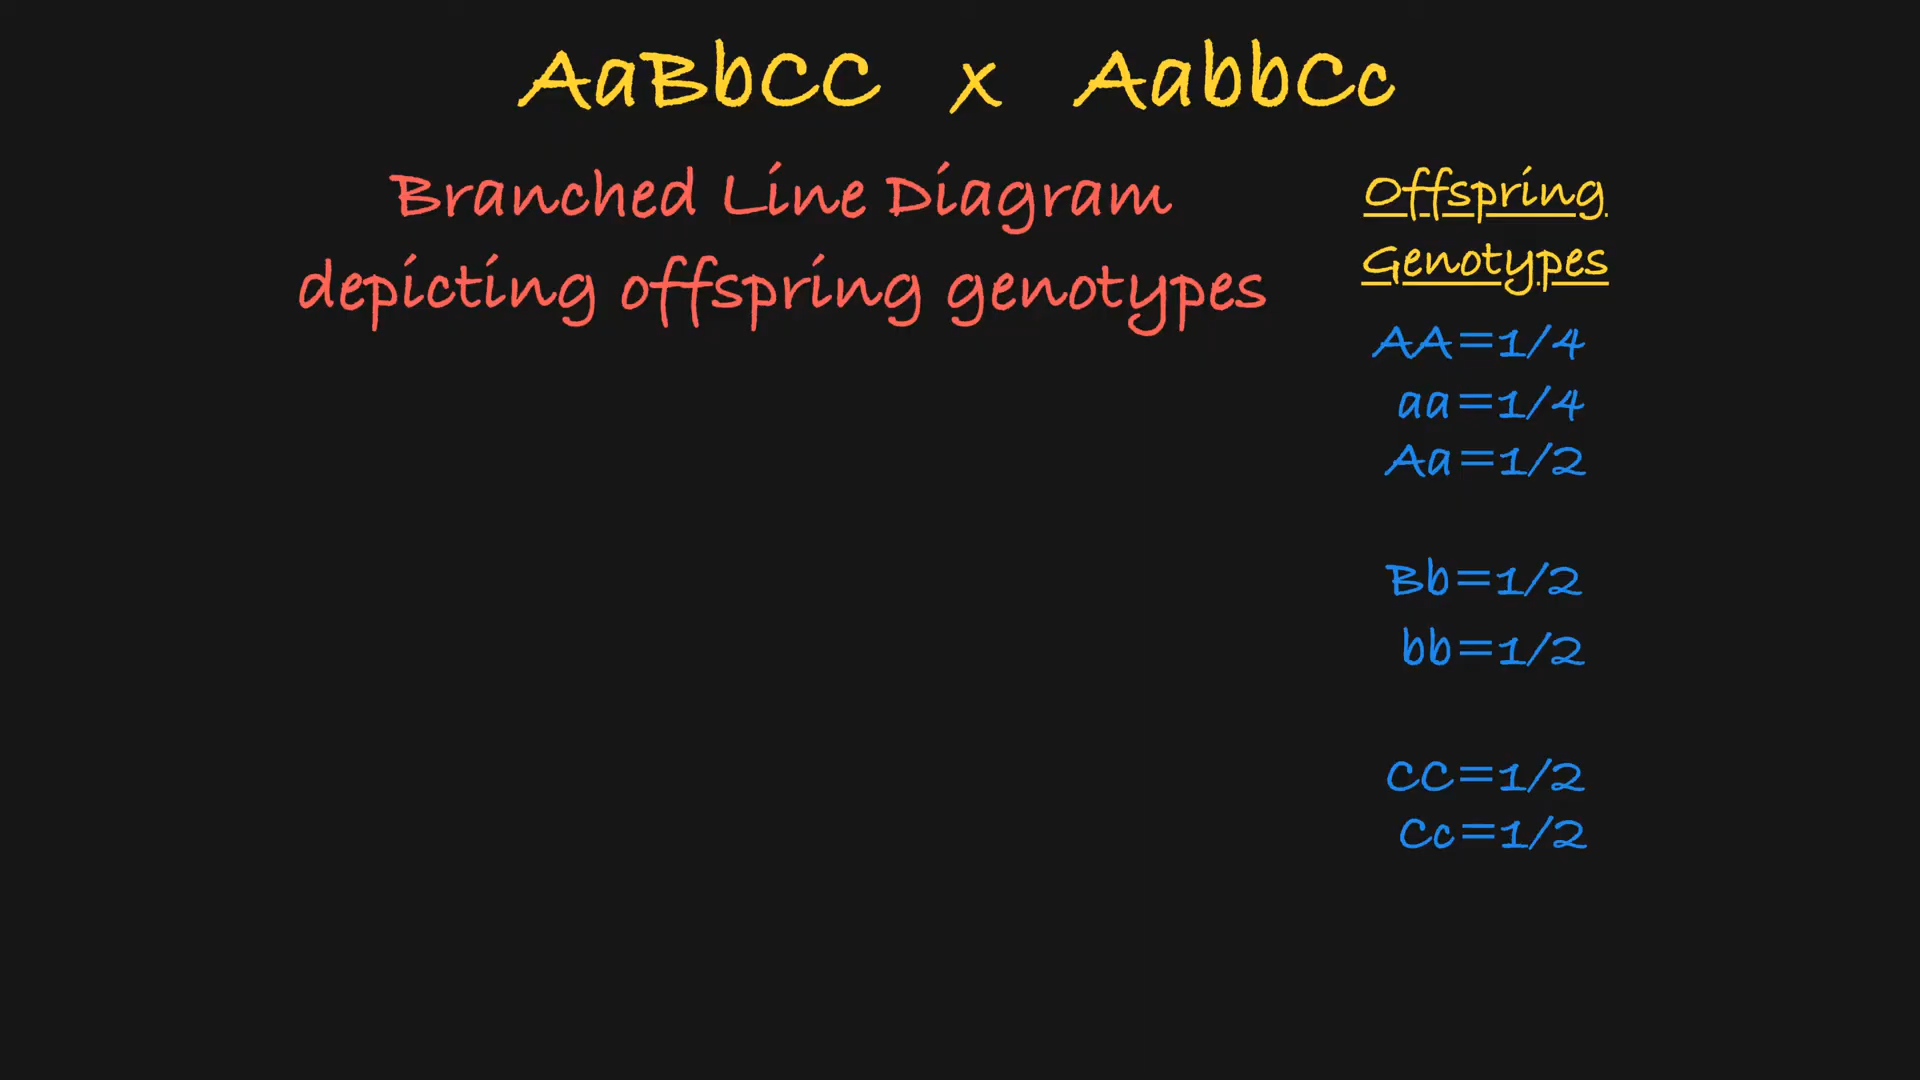 AaBbCC x AabbCc
Branched Line Diagram
depicting offspring genotypes
Offspring
Genotypes
AA=1/4
aa=1/4
Aa=1/2
Bb=1/2
bb=1/2
CC=1/2
Cc=1/2